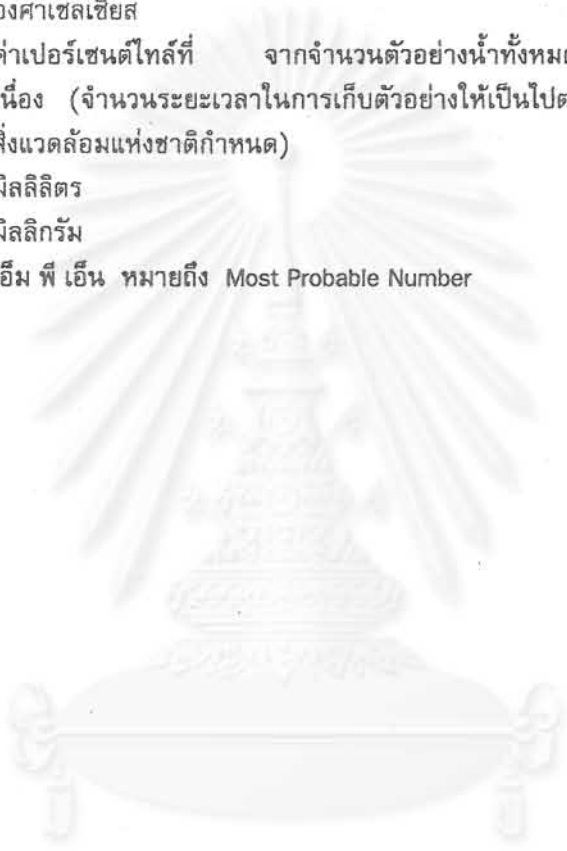 องศาเซลเซียส
ค่าเปอร์เซนต์ไทล์ที่ จากจำนวนตัวอย่างน้ำทั้งหมด
นื่อง (จำนวนระยะเวลาในการเก็บตัวอย่างให้เป็นไปต
สิ่งแวดล้อมแห่งชาติกำหนด)
มิลลิลิตร
มิลลิกรัม
เอ็ม พี เอ็น หมายถึง Most Probable Number